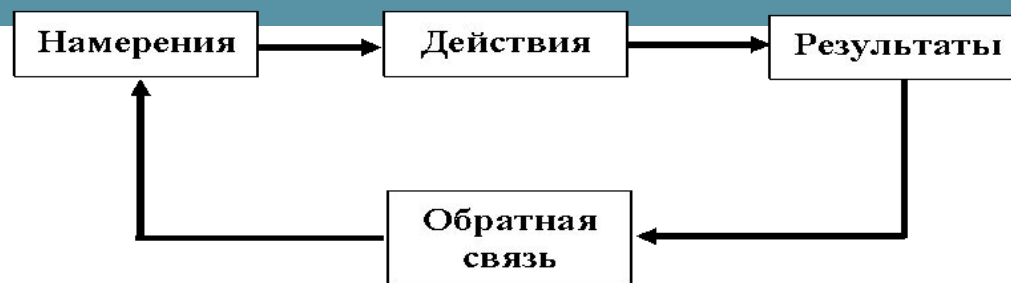 Намерения
Действия
Результаты
Обратная
связь